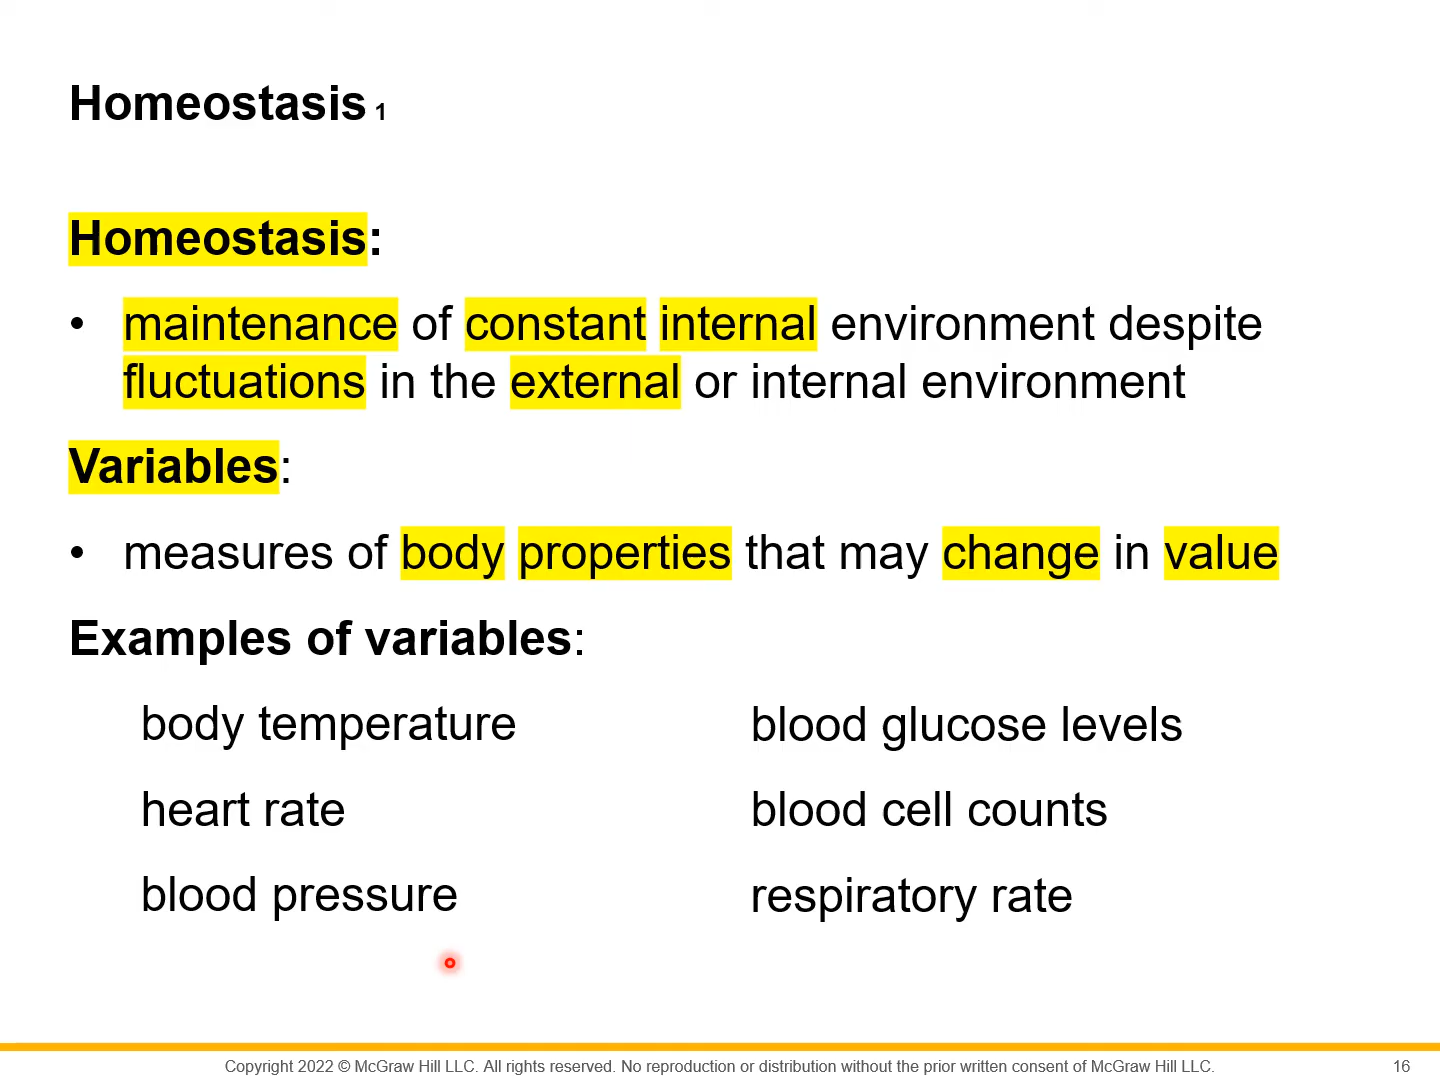 Homeostasis 1
Homeostasis:
• maintenance of constant internal environment despite
fluctuations in the external or internal environment
Variables:
• measures of body properties that may change in value
Examples of variables:
body temperature
blood glucose levels
heart rate
blood cell counts
blood pressure
respiratory rate
Copyright 2022 © McGraw Hill LLC. All rights reserved. No reproduction or distribution without the prior written consent of McGraw Hill LLC.
16